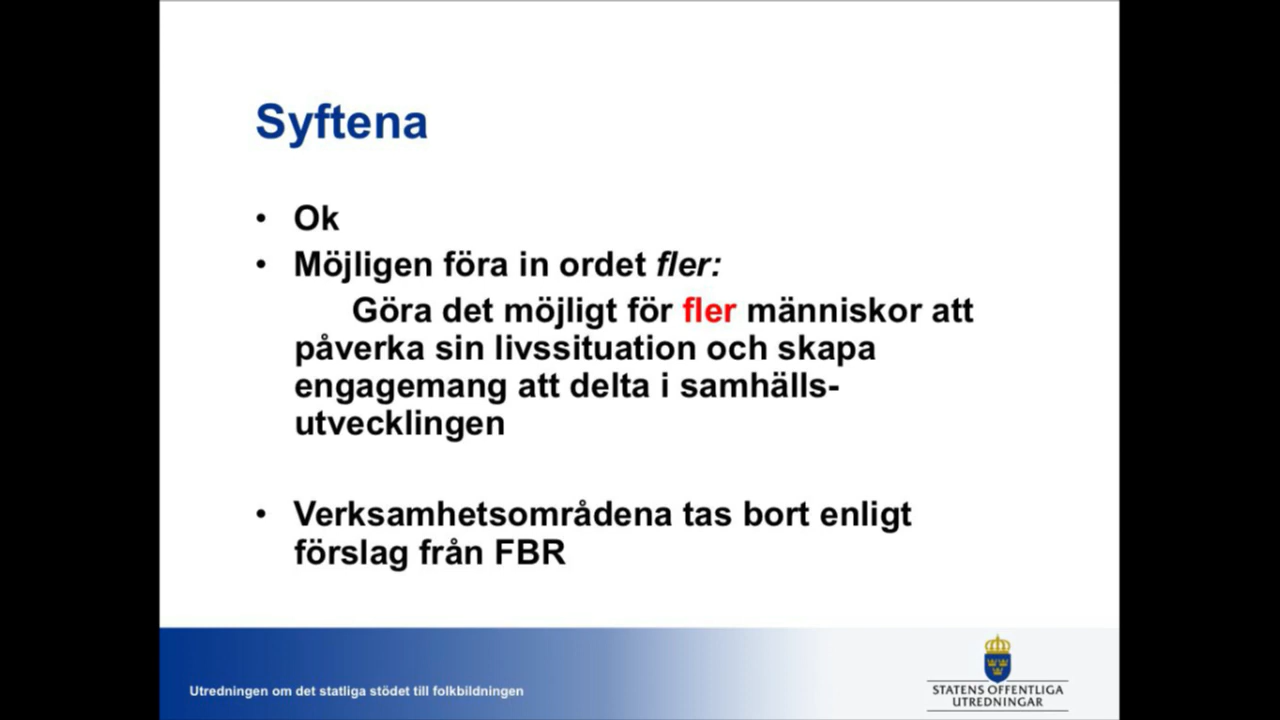 Syftena
• Ok
• Möjligen föra in ordet fler:
Göra det möjligt för fler människor att
påverka sin livssituation och skapa
engagemang att delta i samhälls-
utvecklingen
• Verksamhetsområdena tas bort enligt
förslag från FBR
Utredningen om det statliga stödet till folkbildningen
STATENS OFFENTLIGA
UTREDNINGAR